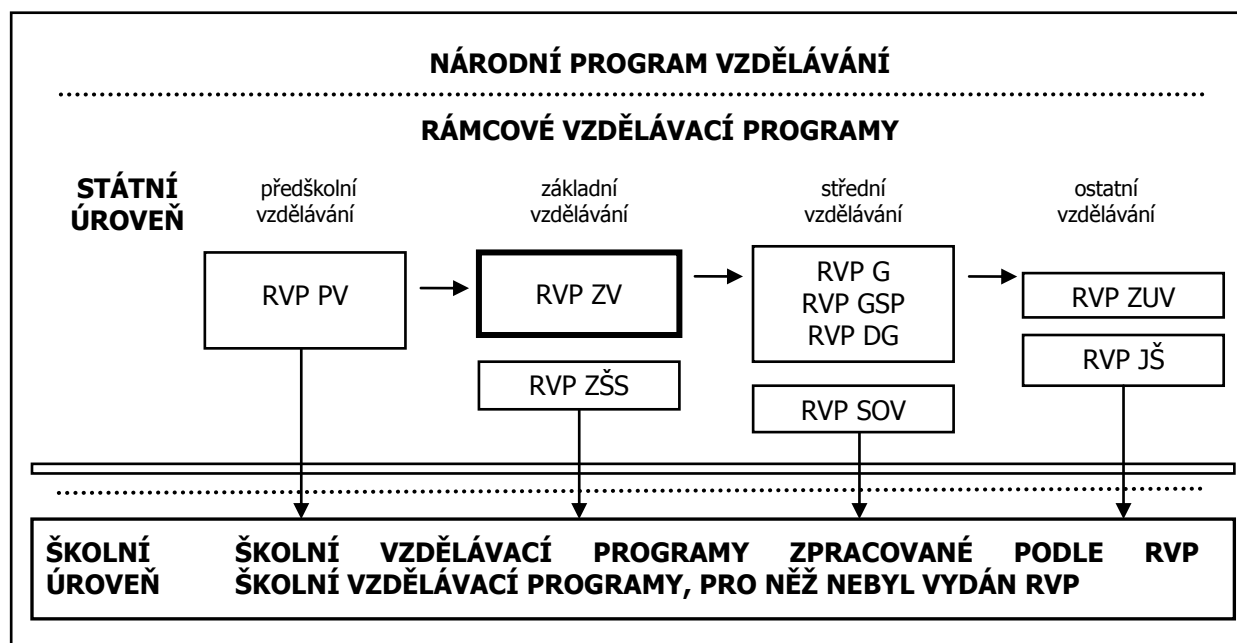 NÁRODNÍ PROGRAM VZDĚLÁVÁNÍ
RÁMCOVÉ VZDĚLÁVACÍ PROGRAMY
STÁTNÍ
ÚROVEŇ
předškolní
vzdělávání
základní
vzdělávání
střední
vzdělávání
ostatní
vzdělávání
RVP PV
RVP ZV
RVP G
RVP GSP
RVP DG
RVP ZUV
RVP ZŠS
RVP SOV
RVP JŠ
ŠKOLNÍ ŠKOLNÍ VZDĚLÁVACÍ PROGRAMY ZPRACOVANÉ PODLE RVP
ÚROVEŇ ŠKOLNÍ VZDĚLÁVACÍ PROGRAMY, PRO NĚŽ NEBYL VYDÁN RVP